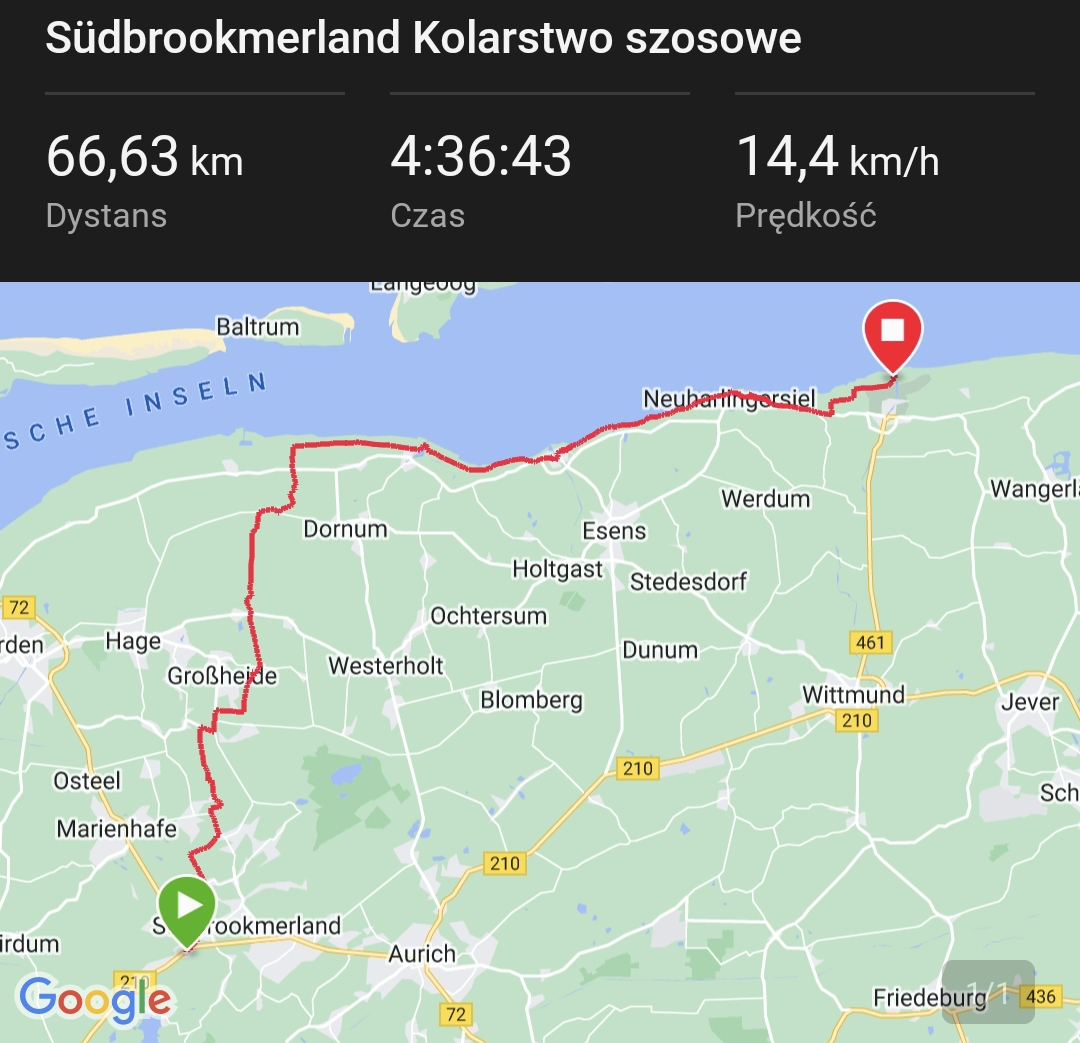 Südbrookmerland Kolarstwo szosowe
66,63 km
4:36:43
14,4 km/h
Dystans
Czas
Prędkość
Langeoog
Baltrum
SCHE INSELN
Neuharlingersiel
Wangerla
Werdum
Dornum
Esens
Holtgast
Stedesdorf
72
Ochtersum
rden
Hage
461
Dunum
Großheide
Westerholt
Wittmund
Blomberg
Jever
210
210
Osteel
Sch
Marienhafe
210
rookmerland
irdum
Aurich
210
Google
Friedeburg
1/1
436
72